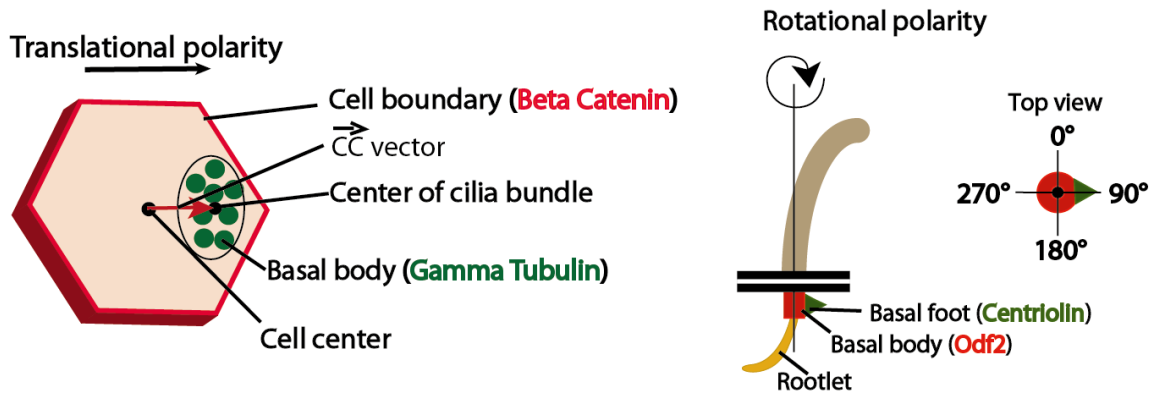 Translational polarity
Cell boundary (Beta Catenin)
CC vector
Center of cilia bundle
Basal body (Gamma Tubulin)
Cell center
Rotational polarity
Top view
0°
270°
90°
180°
Basal foot (Centriolin)
Basal body (Odf2)
Rootlet